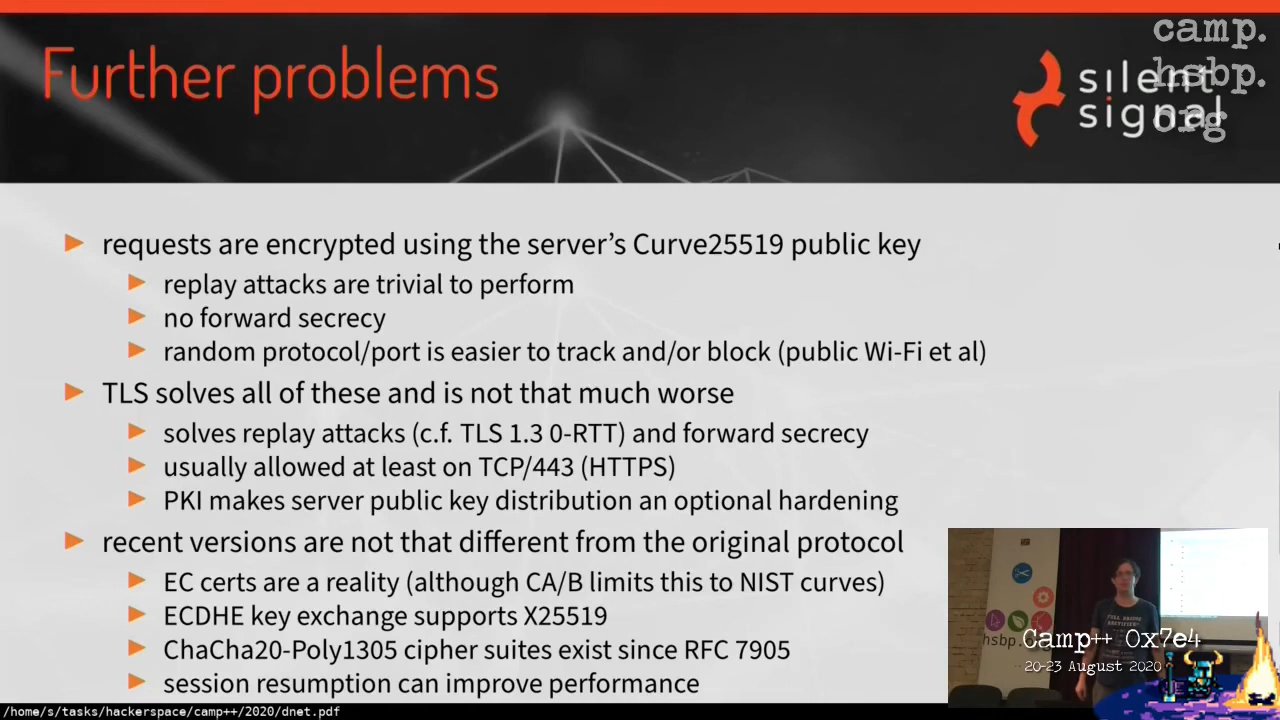 Further problems
silent
signal
camp.
hsbp.
org
requests are encrypted using the server's Curve25519 public key
replay attacks are trivial to perform
no forward secrecy
random protocol/port is easier to track and/or block (public Wi-Fi et al)
TLS solves all of these and is not that much worse
solves replay attacks (c.f. TLS 1.3 0-RTT) and forward secrecy
usually allowed at least on TCP/443 (HTTPS)
PKI makes server public key distribution an optional hardening
recent versions are not that different from the original protocol
EC certs are a reality (although CA/B limits this to NIST curves)
ECDHE key exchange supports X25519
ChaCha20-Poly1305 cipher suites exist since RFC 7905
session resumption can improve performance
hsbp.
Camp++ 0x7e4
20-23 August 2020
/home/s/tasks/hackerspace/camp++/2020/dnet.pdf